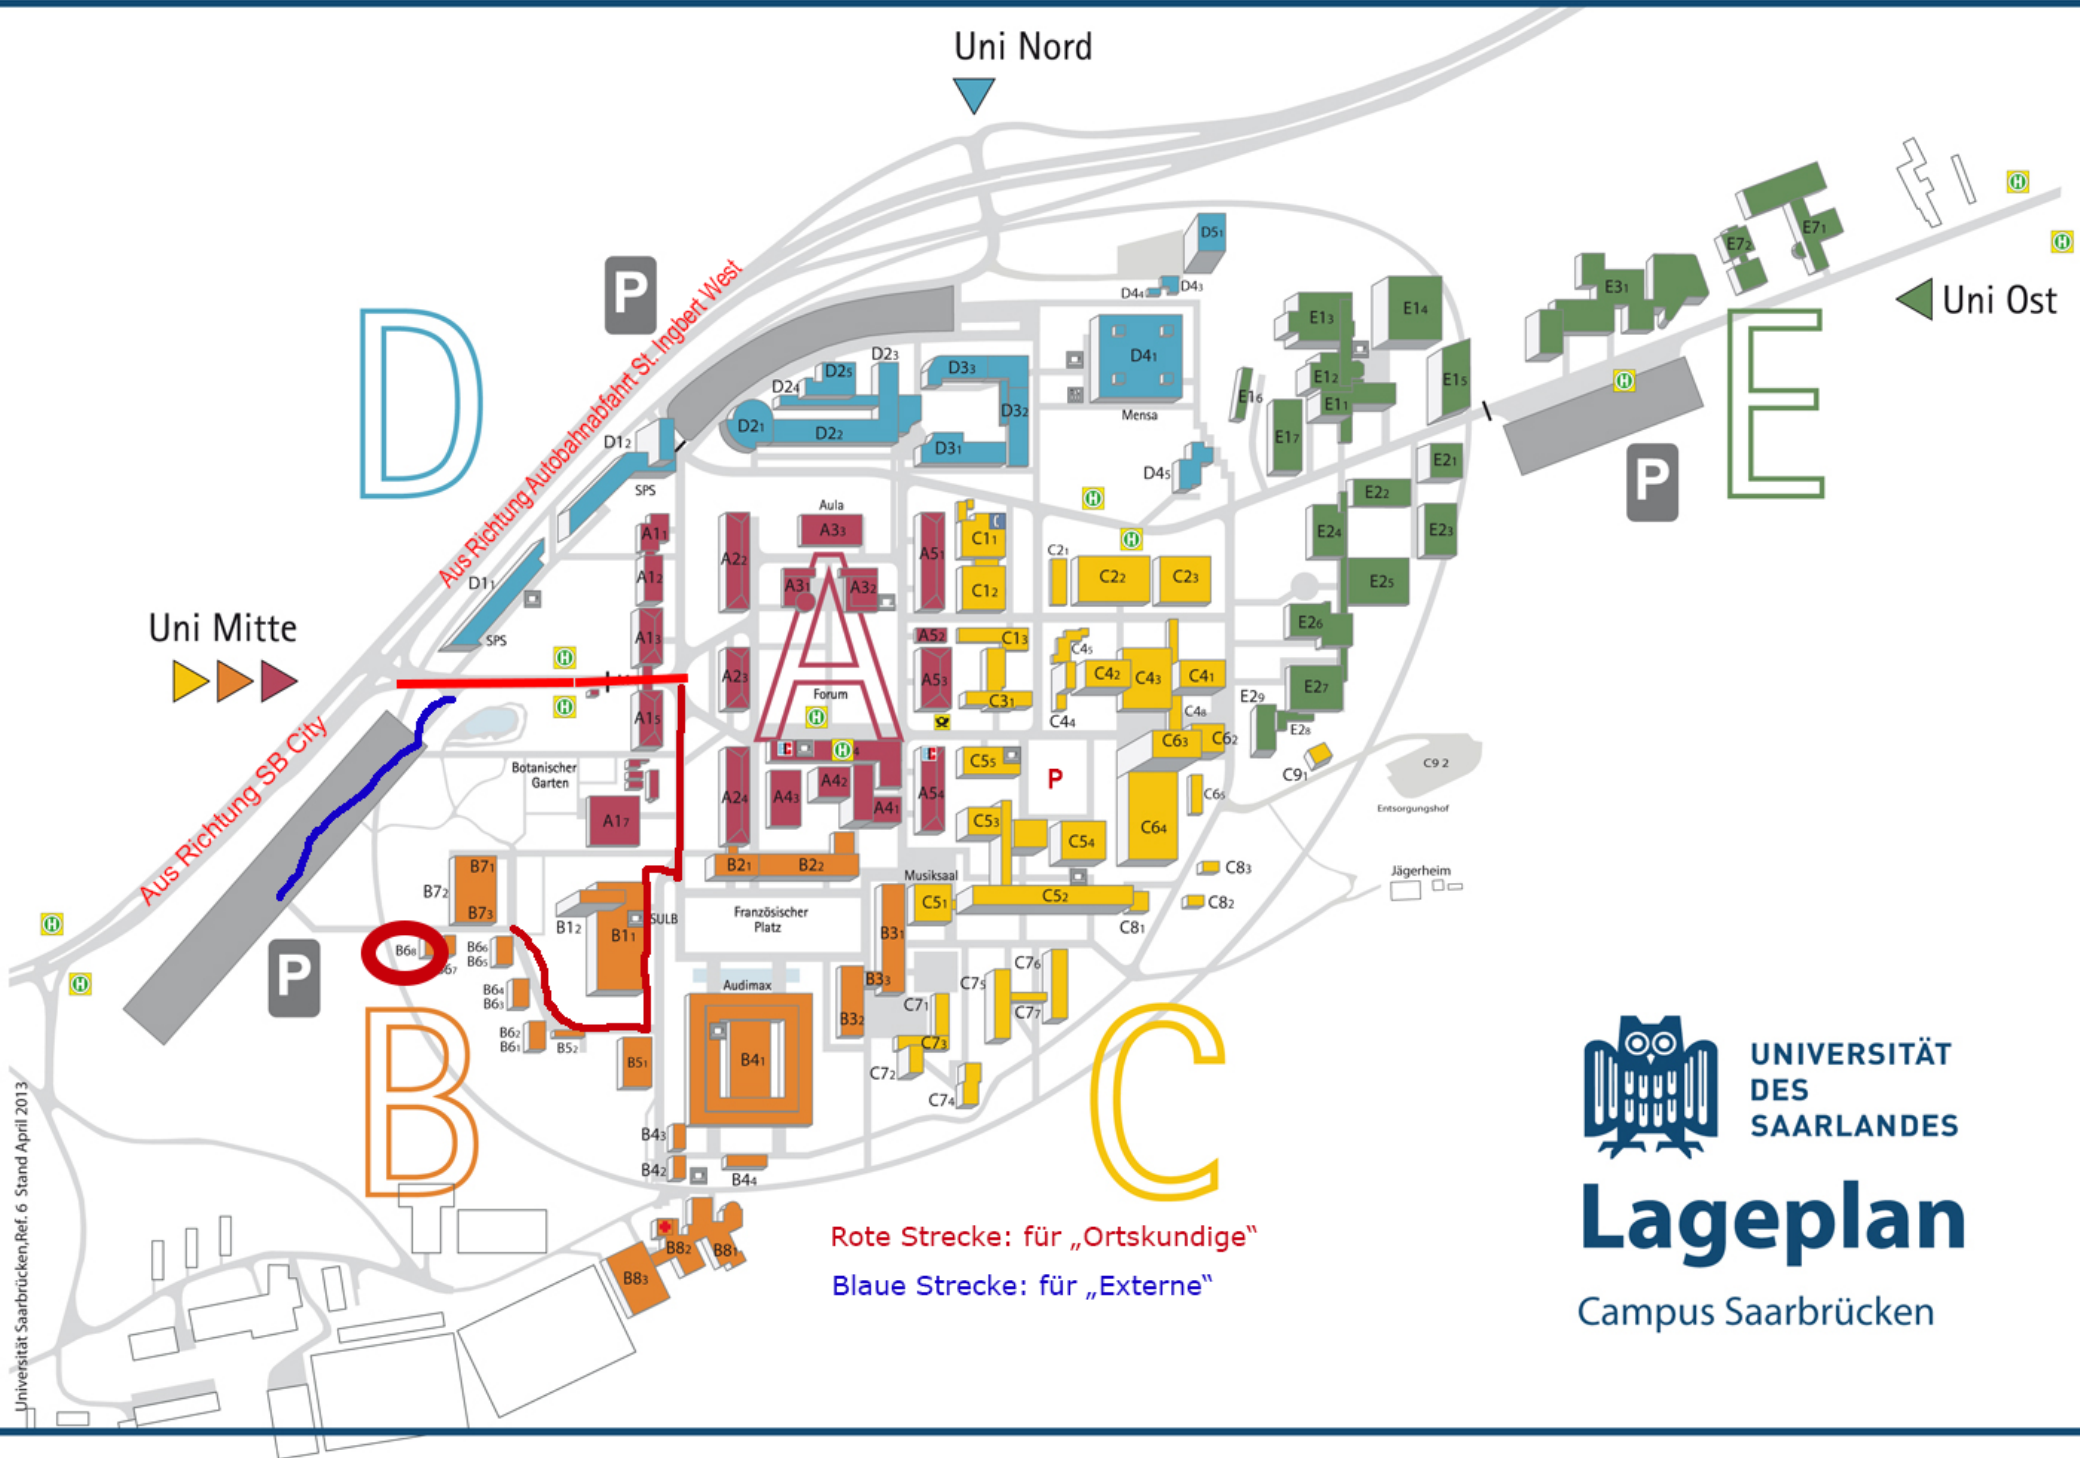 Uni Nord
Uni Ost
Uni Mitte
Aus Richtung Autobahnabfahrt St. Ingbert West
Aus Richtung SB City
P
P
P
P
D
E
A
B
C
D51
D44
D43
D41
Mensa
D45
D23
D25
D24
D21
D22
D33
D32
D31
D12
SPS
D11
SPS
E13
E14
E12
E11
E15
E16
E17
E31
E72
E71
E21
E22
E23
E24
E25
E26
E27
E29
E28
Aula
A33
A11
A12
A13
A15
A17
A22
A23
A24
A31
A32
A51
A52
A53
A54
Forum
A42
A43
A41
C11
C12
C13
C31
C21
C22
C23
C45
C42
C43
C41
C44
C48
C63
C62
C55
C53
C54
C64
C65
C91
C92
Entsorgungshof
Jägerheim
C83
C82
C81
C52
C51
Musiksaal
C76
C75
C77
C71
C73
C72
C74
Botanischer
Garten
B71
B72
B73
B68
B66
B65
B64
B63
B62
B61
B52
B51
B12
B11
SULB
B21
B22
Französischer
Platz
B31
B33
B32
Audimax
B41
B43
B42
B44
B82
B81
B83
Rote Strecke: für „Ortskundige“
Blaue Strecke: für „Externe“
UNIVERSITÄT
DES
SAARLANDES
Lageplan
Campus Saarbrücken
Universität Saarbrücken,Ref. 6 Stand April 2013